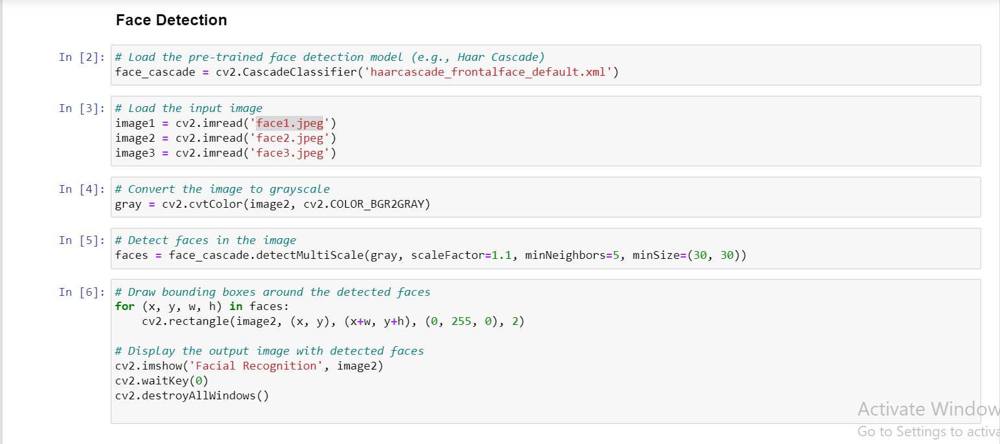 Face Detection
In [2]: # Load the pre-trained face detection model (e.g., Haar Cascade)
face_cascade = cv2.CascadeClassifier('haarcascade_frontalface_default.xml')
In [3]: # Load the input image
image1 = cv2.imread('face1.jpeg')
image2 = cv2.imread('face2.jpeg')
image3 = cv2.imread('face3.jpeg')
In [4]: # Convert the image to grayscale
gray = cv2.cvtColor(image2, cv2.COLOR_BGR2GRAY)
In [5]: # Detect faces in the image
faces = face_cascade.detectMultiScale(gray, scaleFactor=1.1, minNeighbors=5, minSize=(30, 30))
In [6]: # Draw bounding boxes around the detected faces
for (x, y, w, h) in faces:
    cv2.rectangle(image2, (x, y), (x+w, y+h), (0, 255, 0), 2)
# Display the output image with detected faces
cv2.imshow('Facial Recognition', image2)
cv2.waitKey(0)
cv2.destroyAllWindows()
Activate Window
Go to Settings to activa